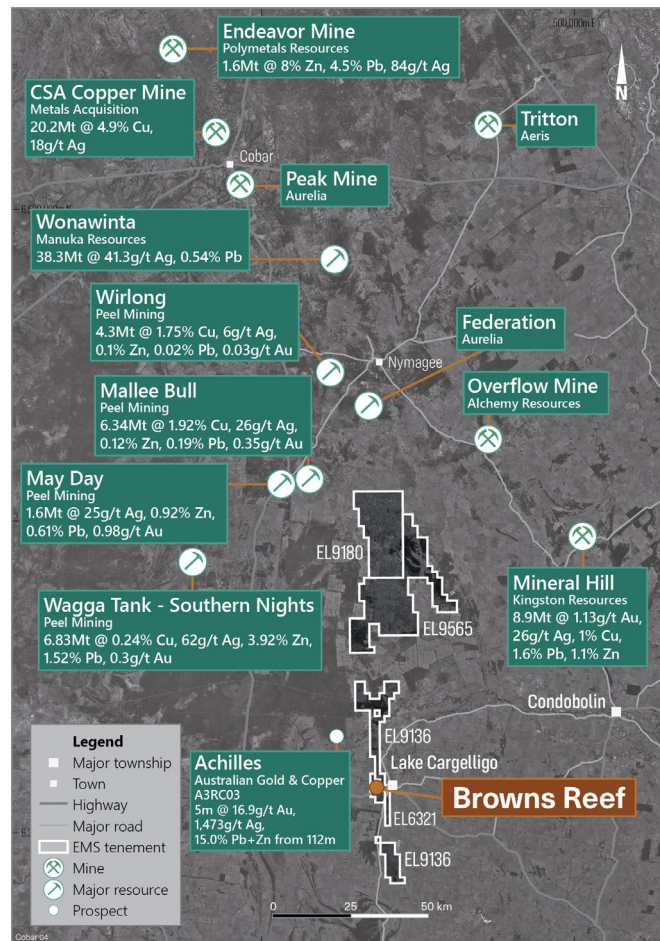 500,000m E
Endeavor Mine
Polymetals Resources
1.6Mt @ 8% Zn, 4.5% Pb, 84g/t Ag
N
CSA Copper Mine
Metals Acquisition
20.2Mt @ 4.9% Cu,
18g/t Ag
Tritton
Aeris
Cobar
Peak Mine
Aurelia
Wonawinta
Manuka Resources
38.3Mt @ 41.3g/t Ag, 0.54% Pb
Wirlong
Peel Mining
4.3Mt @ 1.75% Cu, 6g/t Ag,
0.1% Zn, 0.02% Pb, 0.03g/t Au
Federation
Aurelia
Nymagee
Mallee Bull
Peel Mining
6.34Mt @ 1.92% Cu, 26g/t Ag,
0.12% Zn, 0.19% Pb, 0.35g/t Au
Overflow Mine
Alchemy Resources
May Day
Peel Mining
1.6Mt @ 25g/t Ag, 0.92% Zn,
0.61% Pb, 0.98g/t Au
EL9180
Wagga Tank - Southern Nights
Peel Mining
6.83Mt @ 0.24% Cu, 62g/t Ag, 3.92% Zn,
1.52% Pb, 0.3g/t Au
EL9565
Mineral Hill
Kingston Resources
8.9Mt @ 1.13g/t Au,
26g/t Ag, 1% Cu,
1.6% Pb, 1.1% Zn
Condobolin
EL9136
Achilles
Australian Gold & Copper
A3RC03
5m @ 16.9g/t Au,
1,473g/t Ag,
15.0% Pb+Zn from 112m
Lake Cargelligo
Browns Reef
EL6321
EL9136
Legend
Major township
Town
Highway
Major road
EMS tenement
Mine
Major resource
Prospect
0 25 50 km
Cobar 04